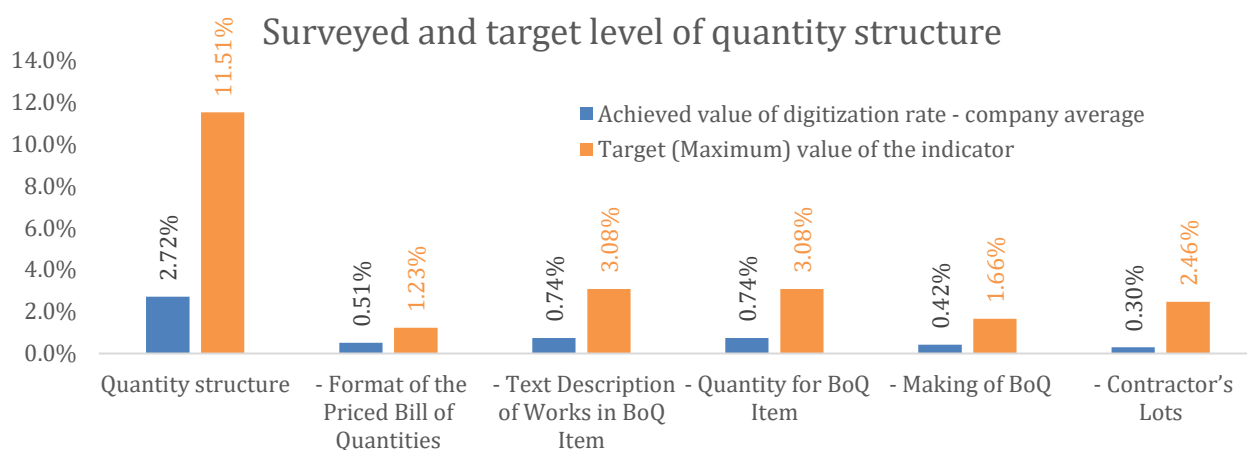 Surveyed and target level of quantity structure
14.0%
12.0%
10.0%
8.0%
6.0%
4.0%
2.0%
0.0%
Achieved value of digitization rate - company average
Target (Maximum) value of the indicator
2.72%
11.51%
0.51%
1.23%
0.74%
3.08%
0.74%
3.08%
0.42%
1.66%
0.30%
2.46%
Quantity structure
- Format of the
Priced Bill of
Quantities
- Text Description
of Works in BoQ
Item
- Quantity for BoQ
Item
- Making of BoQ
- Contractor’s
Lots